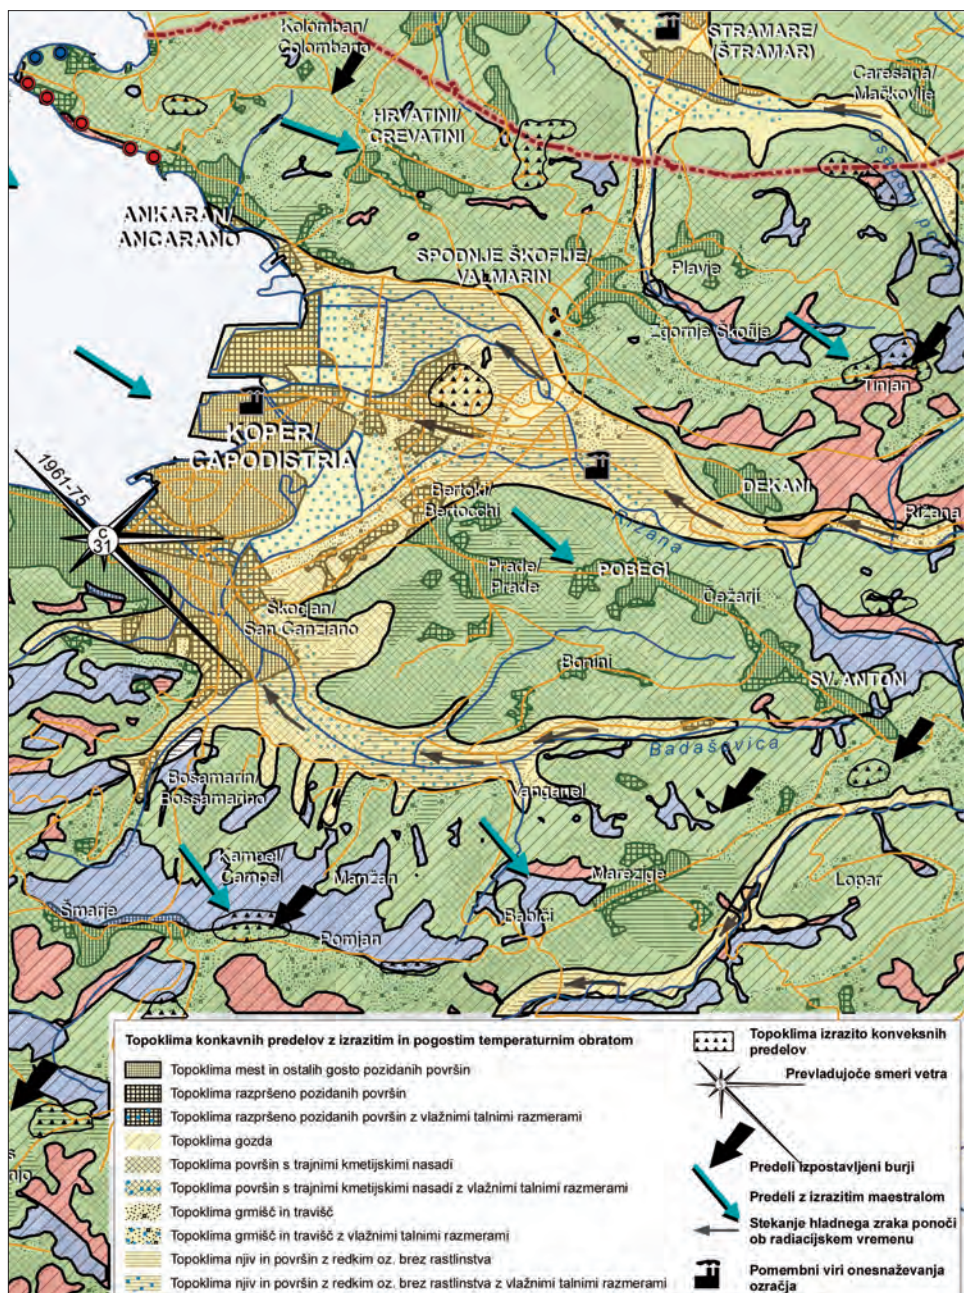 Kolomban/
Colombano
ŠTRAMARE/
(ŠTRAMAR)
Caresana/
Mačkovlje
HRVATINI/
CREVATINI
Osapski potok
ANKARAN/
ANCARANO
SPODNJE ŠKOFIJE/
VALMARIN
Plavje
Zgornje Škofije
Tinjan
KOPER/
CAPODISTRIA
1961-75
C
31
Bertoki/
Bertocchi
DEKANI
Rižana
Rižana
Prade/
Prade
POBEGI
Čežarji
Škocjan/
San Canziano
Bonini
SV. ANTON
Badaševica
Bošamarin/
Bossamarino
Vanganel
Kampel/
Campel
Manžan
Marezige
Lopar
Šmarje
Babiči
Pomjan
Topoklima konkavnih predelov z izrazitim in pogostim temperaturnim obratom
Topoklima mest in ostalih gosto pozidanih površin
Topoklima razpršeno pozidanih površin
Topoklima razpršeno pozidanih površin z vlažnimi talnimi razmerami
Topoklima gozda
Topoklima površin s trajnimi kmetijskimi nasadi
Topoklima površin s trajnimi kmetijskimi nasadi z vlažnimi talnimi razmerami
Topoklima grmišč in travišč
Topoklima grmišč in travišč z vlažnimi talnimi razmerami
Topoklima njiv in površin z redkim oz. brez rastlinstva
Topoklima njiv in površin z redkim oz. brez rastlinstva z vlažnimi talnimi razmerami
Topoklima izrazito konveksnih
predelov
Prevladujoče smeri vetra
Predeli izpostavljeni burji
Predeli z izrazitim maestralom
Stekanje hladnega zraka ponoči
ob radiacijskem vremenu
Pomembni viri onesnaževanja
ozračja